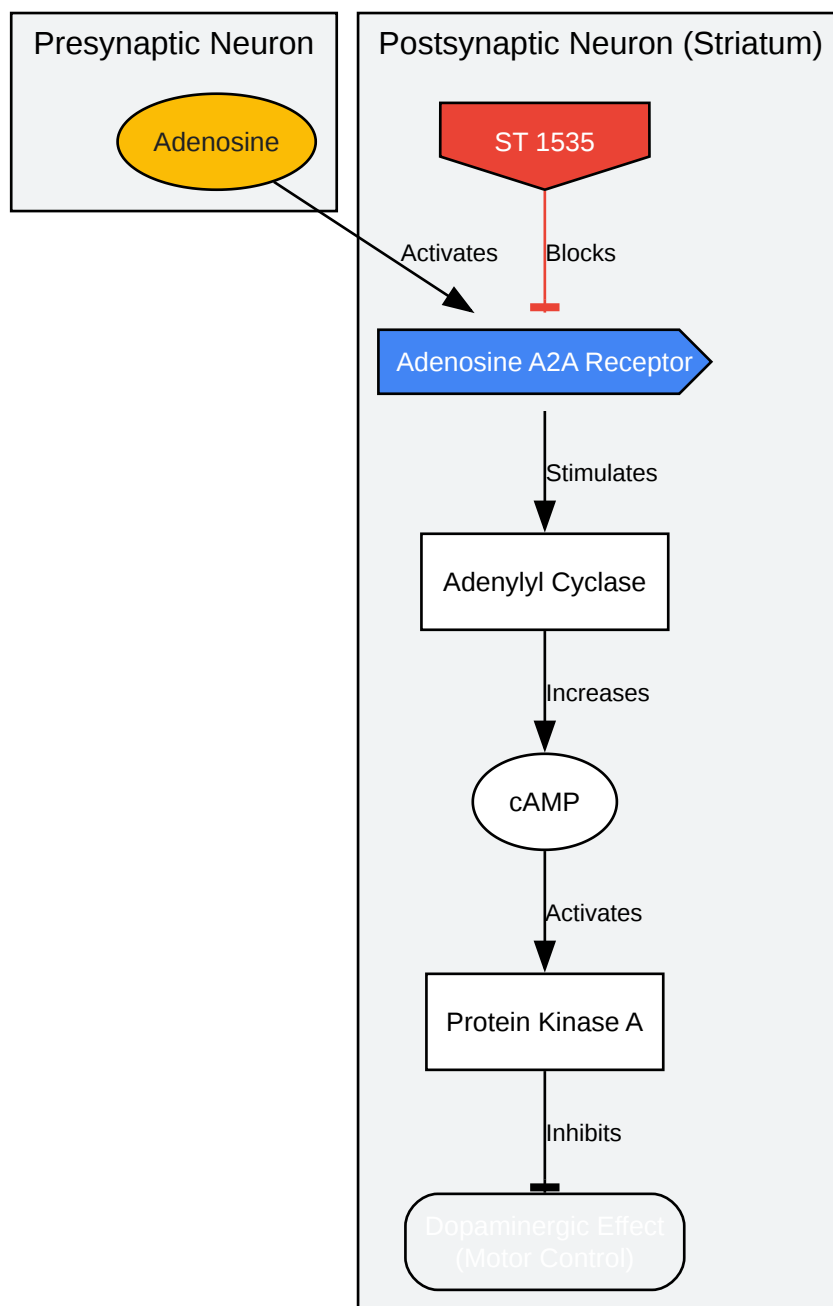 Presynaptic Neuron
Postsynaptic Neuron (Striatum)
Adenosine
ST 1535
Activates
Blocks
Adenosine A2A Receptor
Stimulates
Adenylyl Cyclase
Increases
cAMP
Activates
Protein Kinase A
Inhibits
Dopaminergic Effect
(Motor Control)